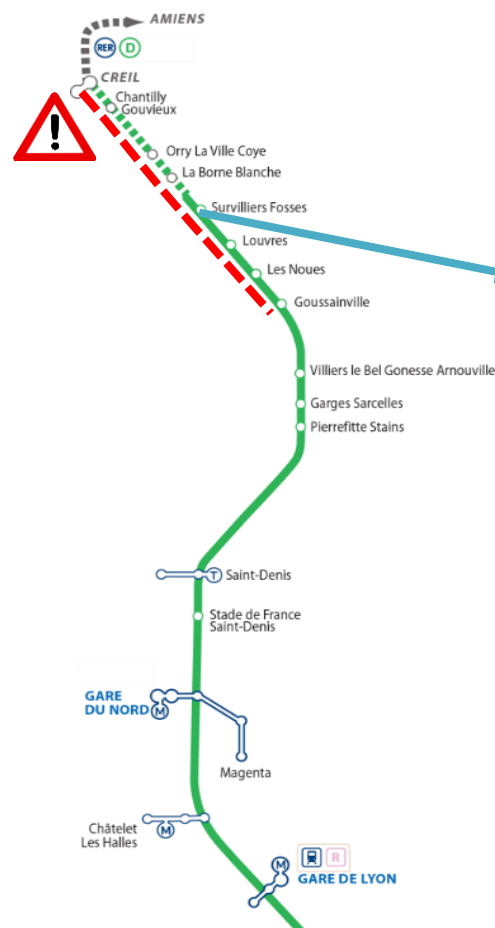 AMIENS
RER D
CREIL
Chantilly
Gouvieux
!
Orry La Ville Coye
La Borne Blanche
Survilliers Fosses
Louvres
Les Noues
Goussainville
Villiers le Bel Gonesse Arnouville
Garges Sarcelles
Pierrefitte Stains
T Saint-Denis
Stade de France
Saint-Denis
GARE
DU NORD M
Magenta
Châtelet
Les Halles
M
R
M
GARE DE LYON